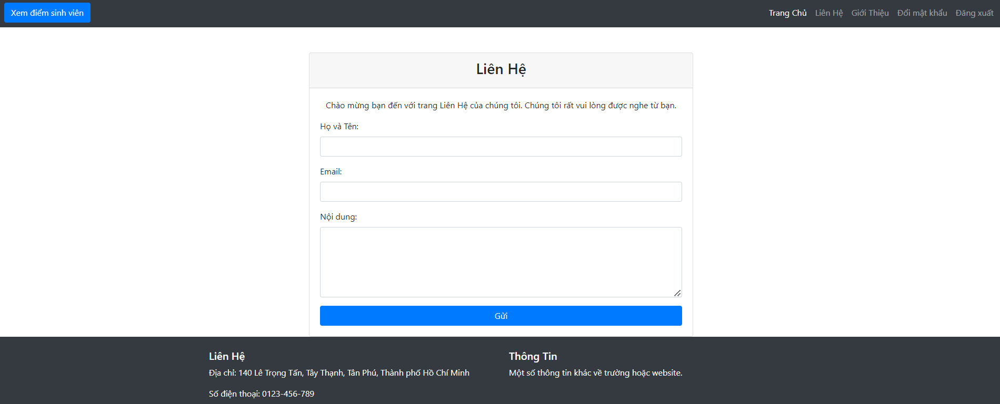 Xem điểm sinh viên
Trang Chủ Liên Hệ Giới Thiệu Đổi mật khẩu Đăng xuất
Liên Hệ
Chào mừng bạn đến với trang Liên Hệ của chúng tôi. Chúng tôi rất vui lòng được nghe từ bạn.
Họ và Tên:
Email:
Nội dung:
Gửi
Liên Hệ
Địa chỉ: 140 Lê Trọng Tấn, Tây Thạnh, Tân Phú, Thành phố Hồ Chí Minh
Số điện thoại: 0123-456-789
Thông Tin
Một số thông tin khác về trường hoặc website.